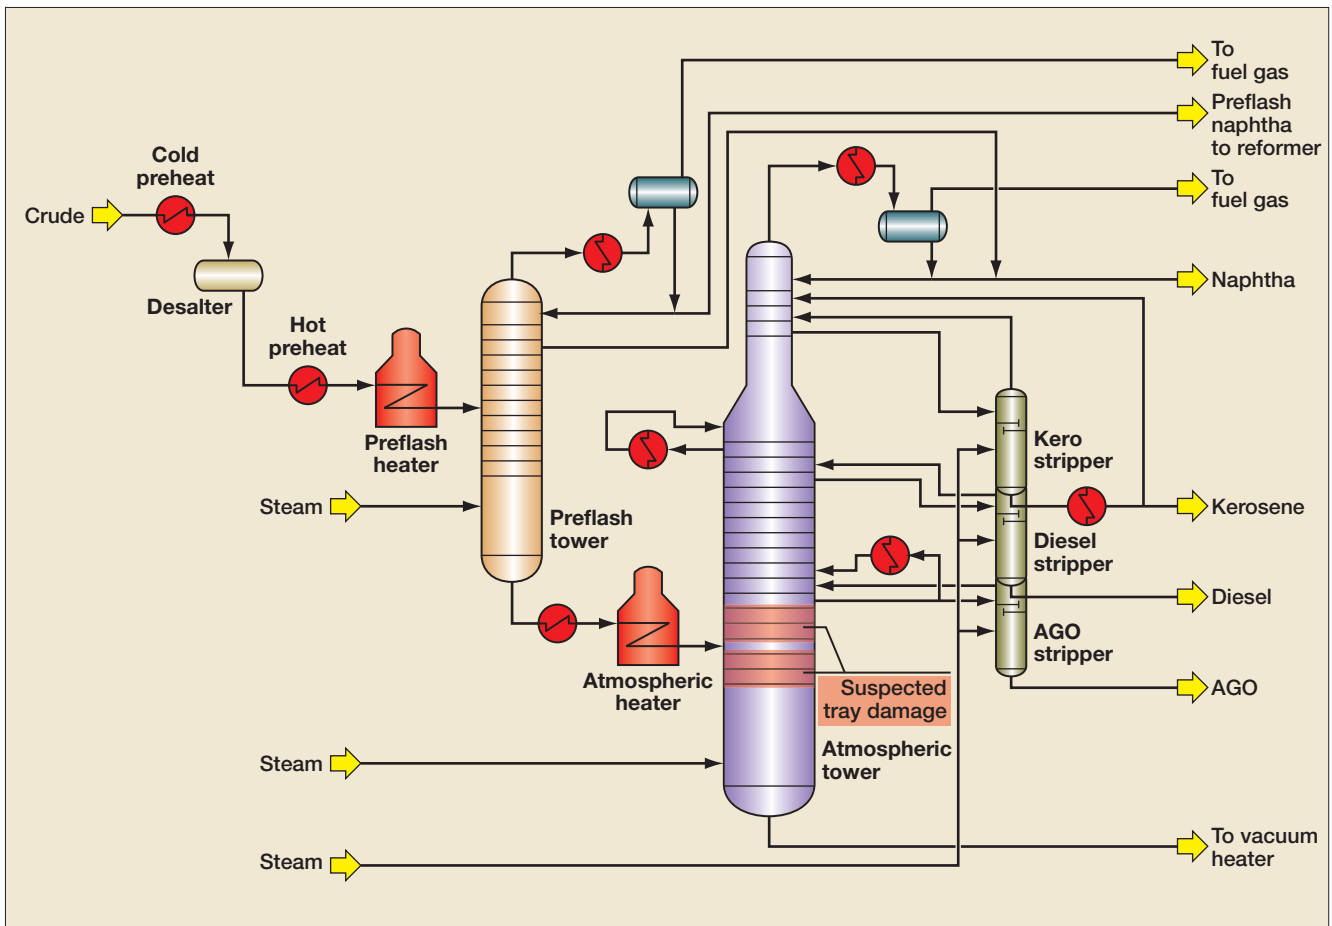 To
fuel gas
Preflash
naphtha
to reformer
Cold
preheat
To
fuel gas
Crude
Desalter
Naphtha
Hot
preheat
Preflash
heater
Kero
stripper
Steam
Preflash
tower
Kerosene
Diesel
stripper
Diesel
AGO
stripper
Atmospheric
heater
Suspected
tray damage
AGO
Atmospheric
tower
Steam
To vacuum
heater
Steam